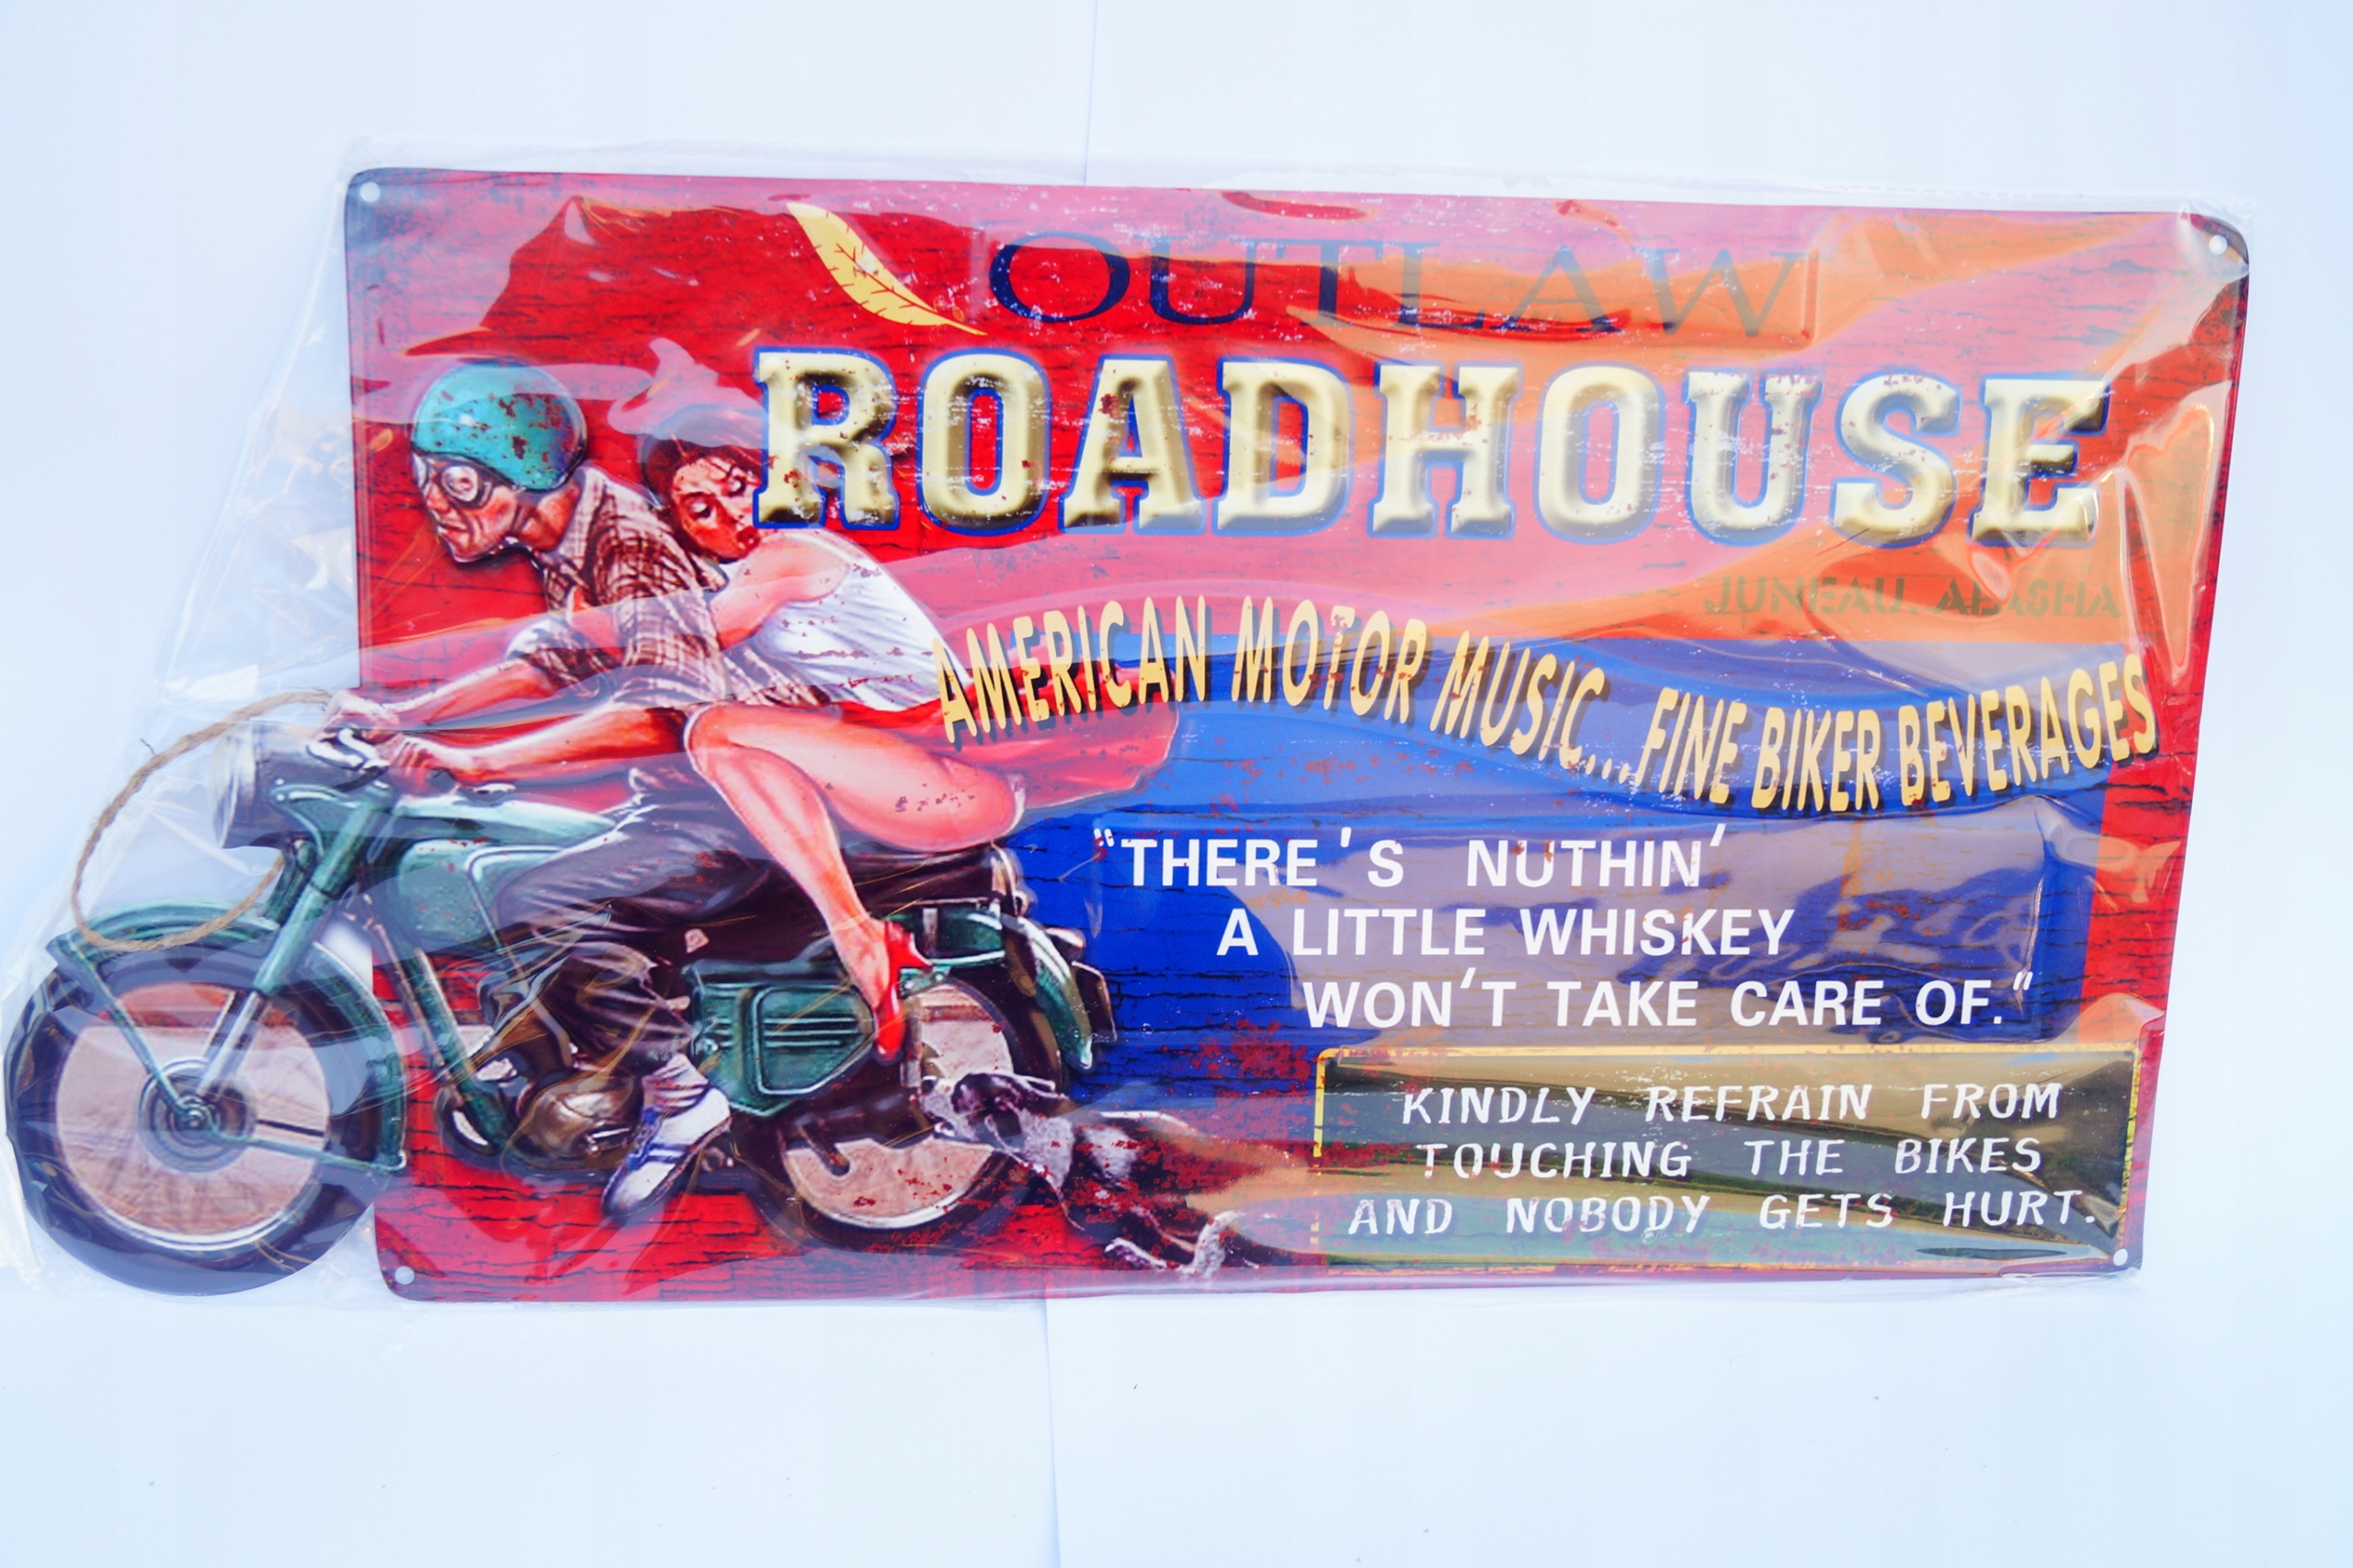 OUTLAW
ROADHOUSE
JUNEAU. ALASHA
AMERICAN MOTOR MUSIC...FINE BIKER BEVERAGES
"THERE'S NUTHIN'
A LITTLE WHISKEY
WON'T TAKE CARE OF."
KINDLY REFRAIN FROM
TOUCHING THE BIKES
AND NOBODY GETS HURT.